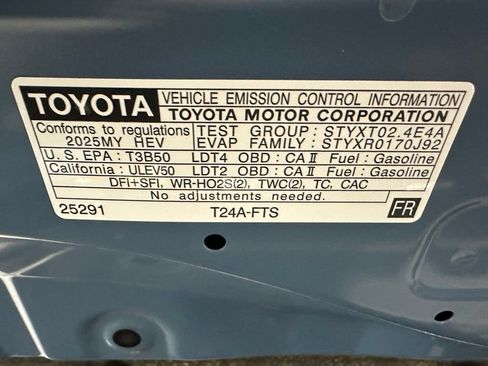 TOYOTA
VEHICLE EMISSION CONTROL INFORMATION
TOYOTA MOTOR CORPORATION
Conforms to regulations
2025MY HEV
TEST GROUP : STYXT02.4E4A
EVAP FAMILY : STYXR0170J92
U.S. EPA : T3B50 LDT4 OBD : CA II Fuel : Gasoline
California : ULEV50 LDT2 OBD : CA II Fuel : Gasoline
DFI+SFI, WR-HO2S(2), TWC(2), TC, CAC
No adjustments needed.
25291 T24A-FTS FR